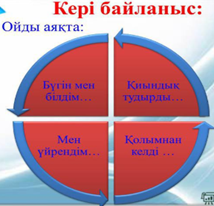 Кері байланыс:
Ойды аяқта:
Бүгін мен
білдім…
Қиындық
тудырды…
Мен
үйрендім…
Қолымнан
келді …